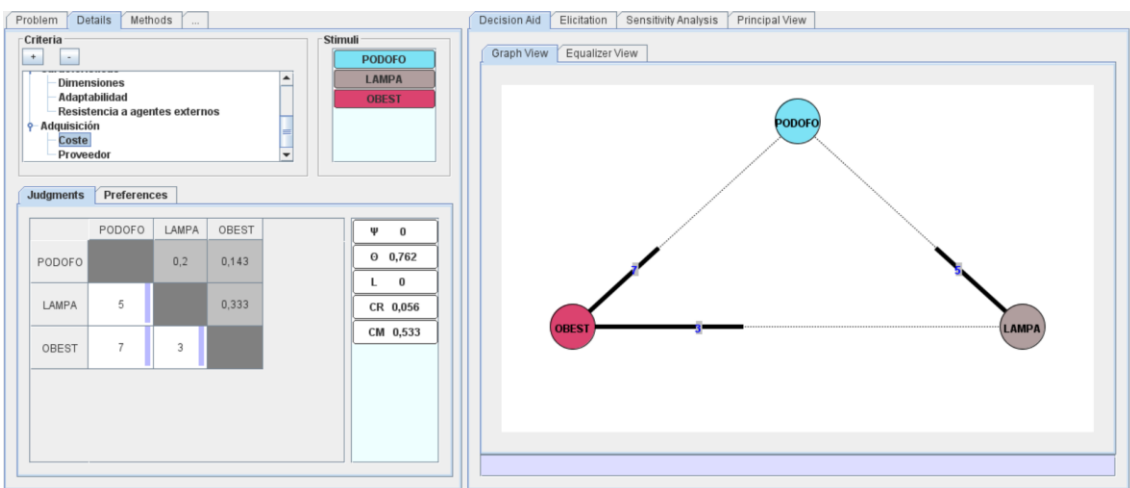 Problem Details Methods ...
Criteria
+ -
Dimensiones
Adaptabilidad
Resistencia a agentes externos
Adquisición
Coste
Proveedor
Stimuli
PODOFO
LAMPA
OBEST
Judgments Preferences
PODOFO LAMPA OBEST
PODOFO 0,2 0,143
LAMPA 5 0,333
OBEST 7 3
Ψ 0
Θ 0,762
L 0
CR 0,056
CM 0,533
Decision Aid Elicitation Sensitivity Analysis Principal View
Graph View Equalizer View
PODOFO
7 5
OBEST 3 LAMPA